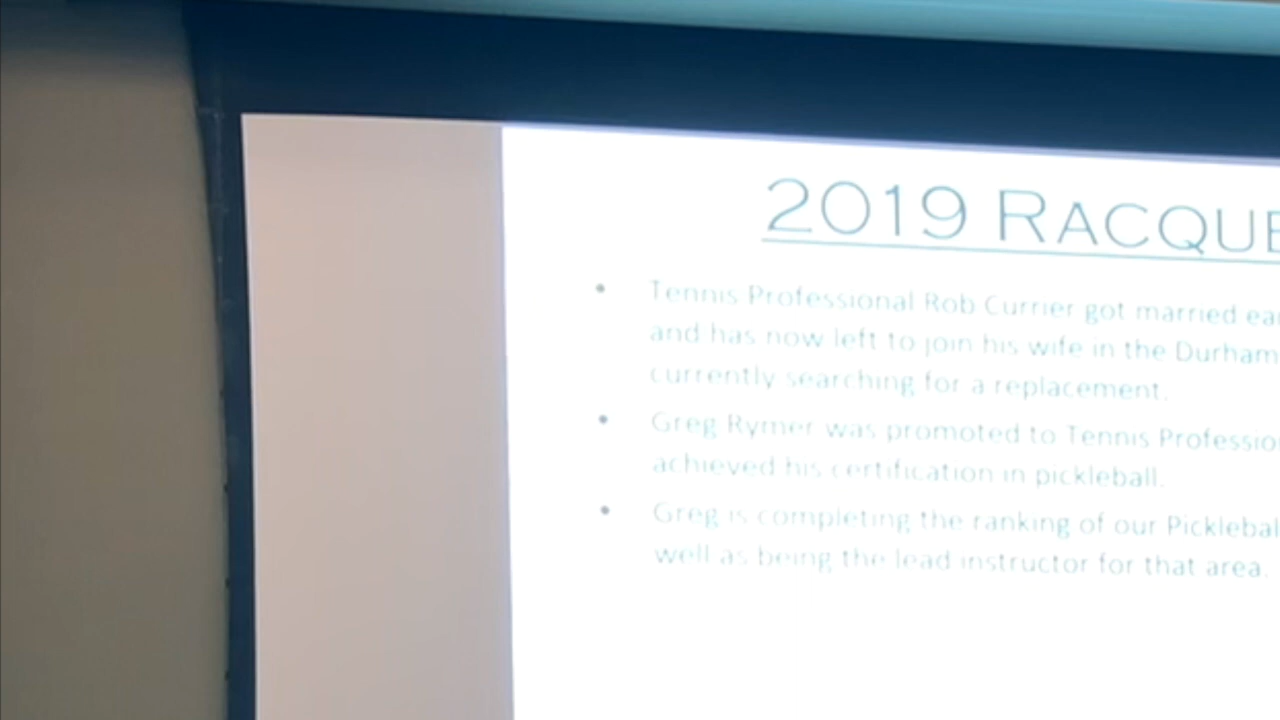 2019 RACQUE
• Tennis Professional Rob Currier got married ear
and has now left to join his wife in the Durham
currently searching for a replacement.
• Greg Rymer was promoted to Tennis Professio
achieved his certification in pickleball.
• Greg is completing the ranking of our Picklebal
well as being the lead instructor for that area.